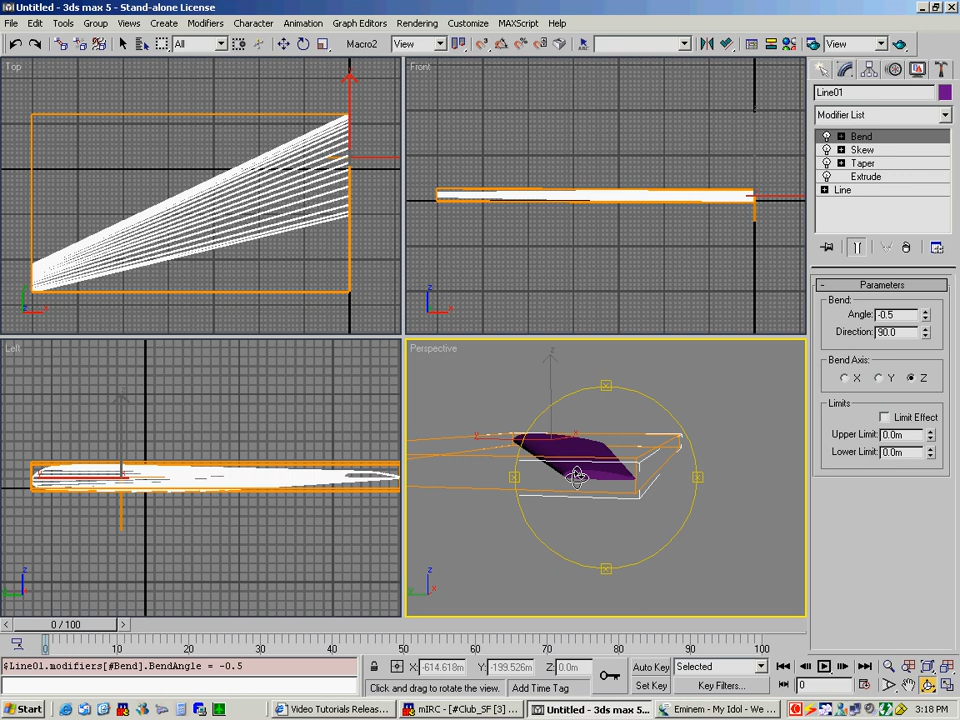 Untitled - 3ds max 5 - Stand-alone License
File Edit Tools Group Views Create Modifiers Character Animation Graph Editors Rendering Customize MAXScript Help
All Macro2 View View
Top
Front
Line01
Modifier List
Bend
Skew
Taper
Extrude
Line
Parameters
Bend:
Angle: -0.5
Direction: 90.0
Bend Axis:
X Y Z
Limits
Limit Effect
Upper Limit: 0.0m
Lower Limit: 0.0m
z
x
z
x
Left
Perspective
z
x
x
z
z
y
x
0 / 100
0 10 20 30 40 50 60 70 80 90 100
$Line01.modifiers[#Bend].BendAngle = -0.5
X: -614.618m Y: -199.526m Z: 0.0m
Auto Key Selected
Click and drag to rotate the view. Add Time Tag
Set Key Key Filters... 0
Start Video Tutorials Releas... mIRC - [#Club_SF [3] ... Untitled - 3ds max 5... Eminem - My Idol - We ... 3:18 PM